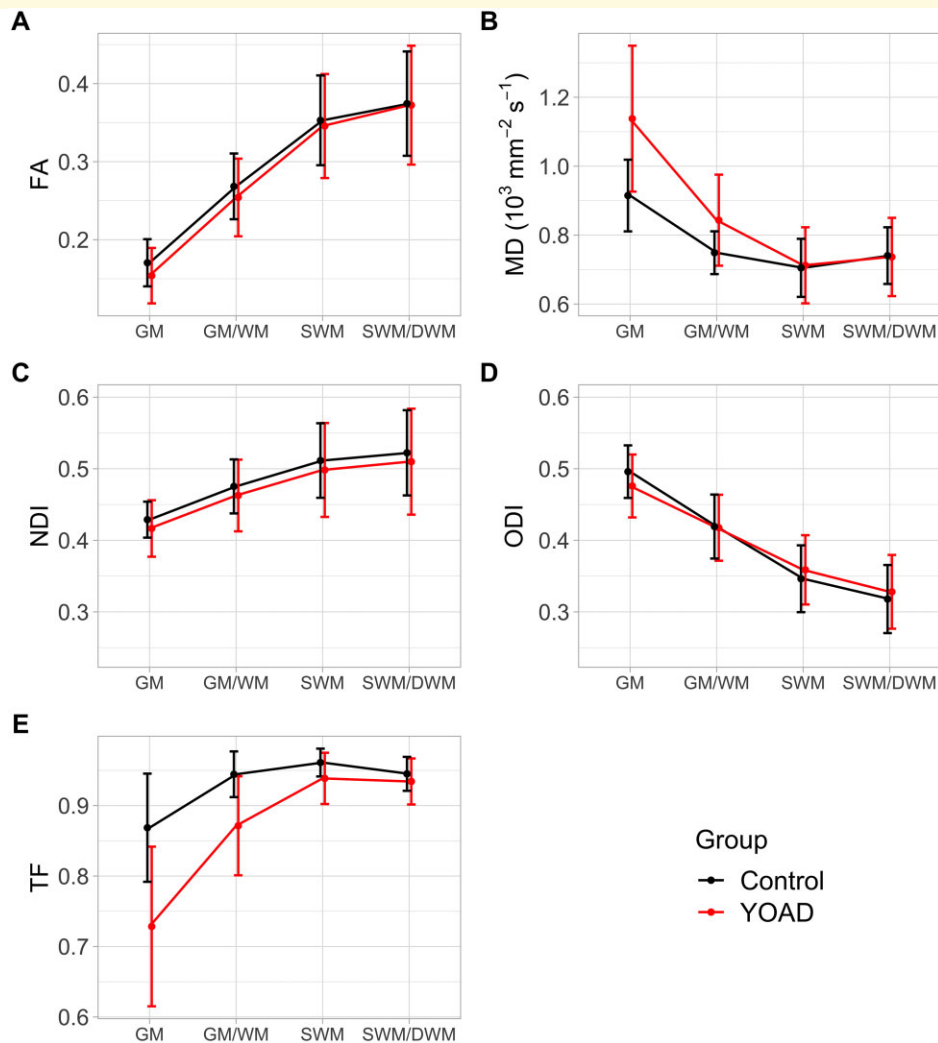 A
FA
0.4
0.3
0.2
GM GM/WM SWM SWM/DWM
B
MD (10³ mm⁻² s⁻¹)
1.2
1.0
0.8
0.6
GM GM/WM SWM SWM/DWM
C
NDI
0.6
0.5
0.4
0.3
GM GM/WM SWM SWM/DWM
D
ODI
0.6
0.5
0.4
0.3
GM GM/WM SWM SWM/DWM
E
TF
0.9
0.8
0.7
0.6
GM GM/WM SWM SWM/DWM
Group
Control
YOAD